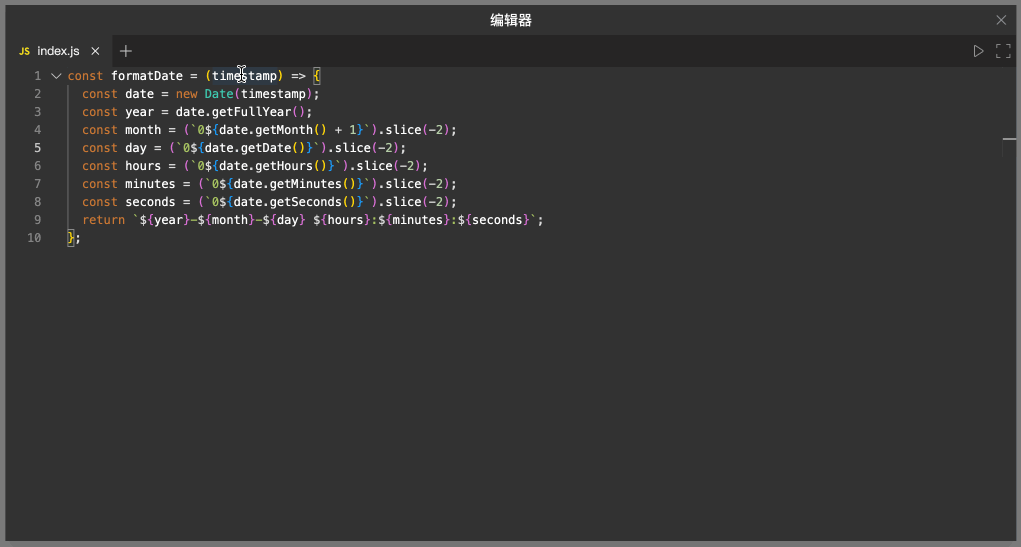 编辑器
JS index.js
1 const formatDate = (timestamp) => {
2 const date = new Date(timestamp);
3 const year = date.getFullYear();
4 const month = (`0${date.getMonth() + 1}`).slice(-2);
5 const day = (`0${date.getDate()}`).slice(-2);
6 const hours = (`0${date.getHours()}`).slice(-2);
7 const minutes = (`0${date.getMinutes()}`).slice(-2);
8 const seconds = (`0${date.getSeconds()}`).slice(-2);
9 return `${year}-${month}-${day} ${hours}:${minutes}:${seconds}`;
10 };